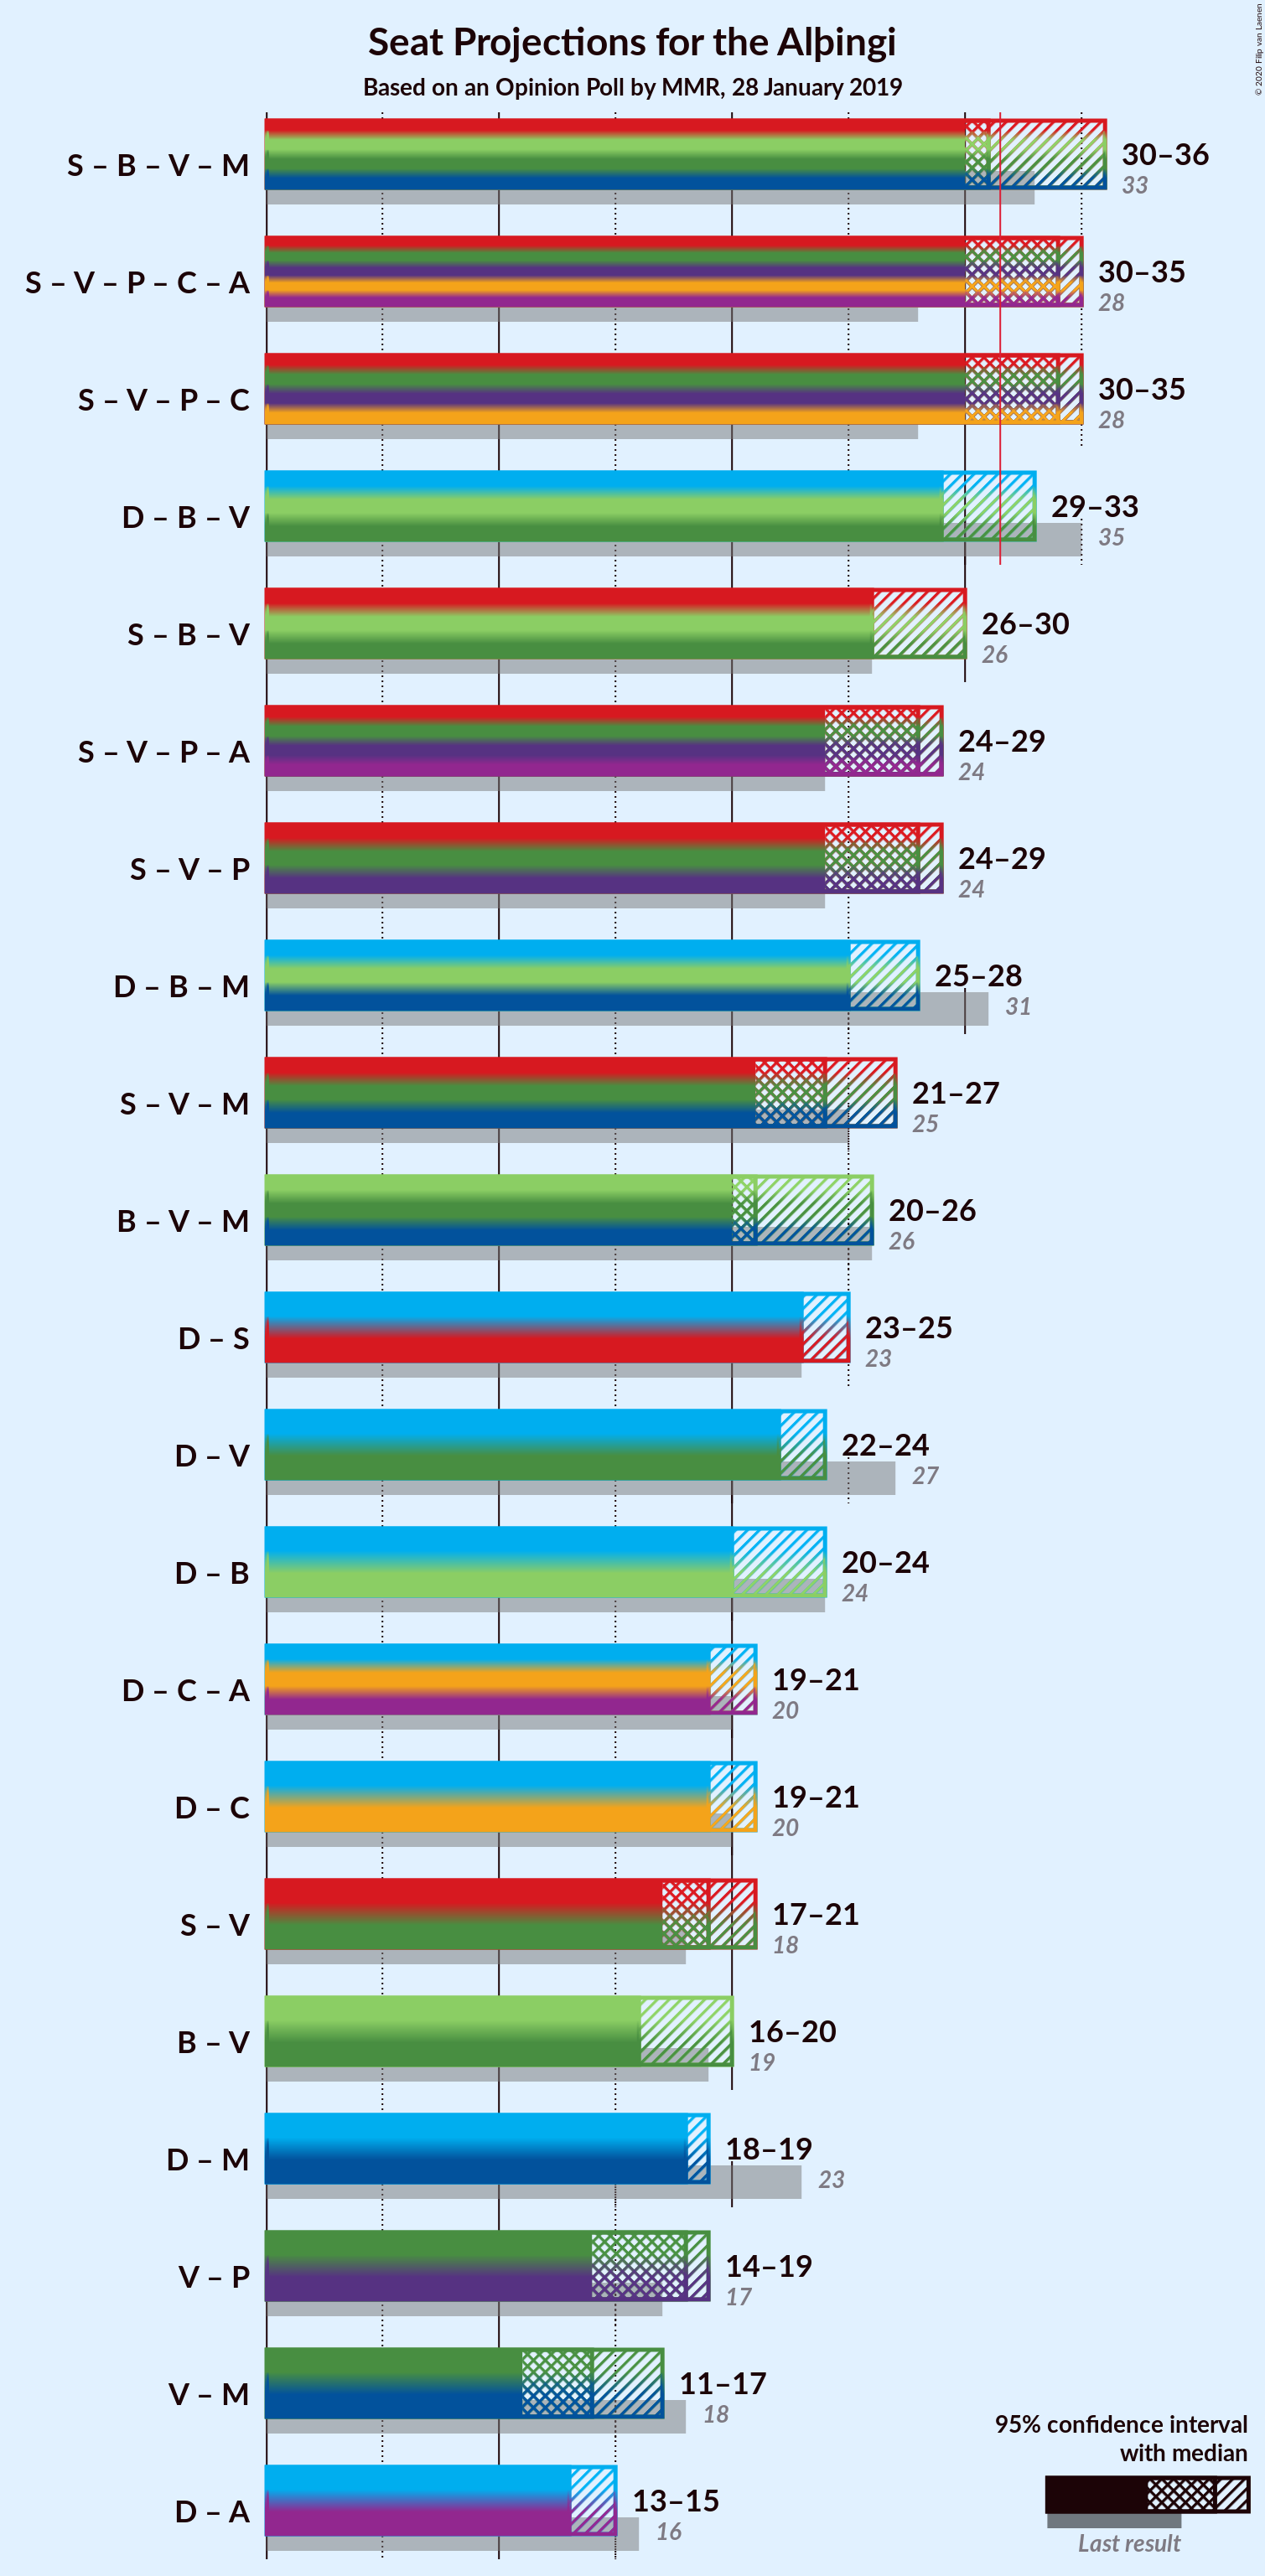 Seat Projections for the Alþingi
Based on an Opinion Poll by MMR, 28 January 2019
© 2020 Filip van Laenen
S – B – V – M
30–36
33
S – V – P – C – A
30–35
28
S – V – P – C
30–35
28
D – B – V
29–33
35
S – B – V
26–30
26
S – V – P – A
24–29
24
S – V – P
24–29
24
D – B – M
25–28
31
S – V – M
21–27
25
B – V – M
20–26
26
D – S
23–25
23
D – V
22–24
27
D – B
20–24
24
D – C – A
19–21
20
D – C
19–21
20
S – V
17–21
18
B – V
16–20
19
D – M
18–19
23
V – P
14–19
17
V – M
11–17
18
D – A
13–15
16
95% confidence interval
with median
Last result